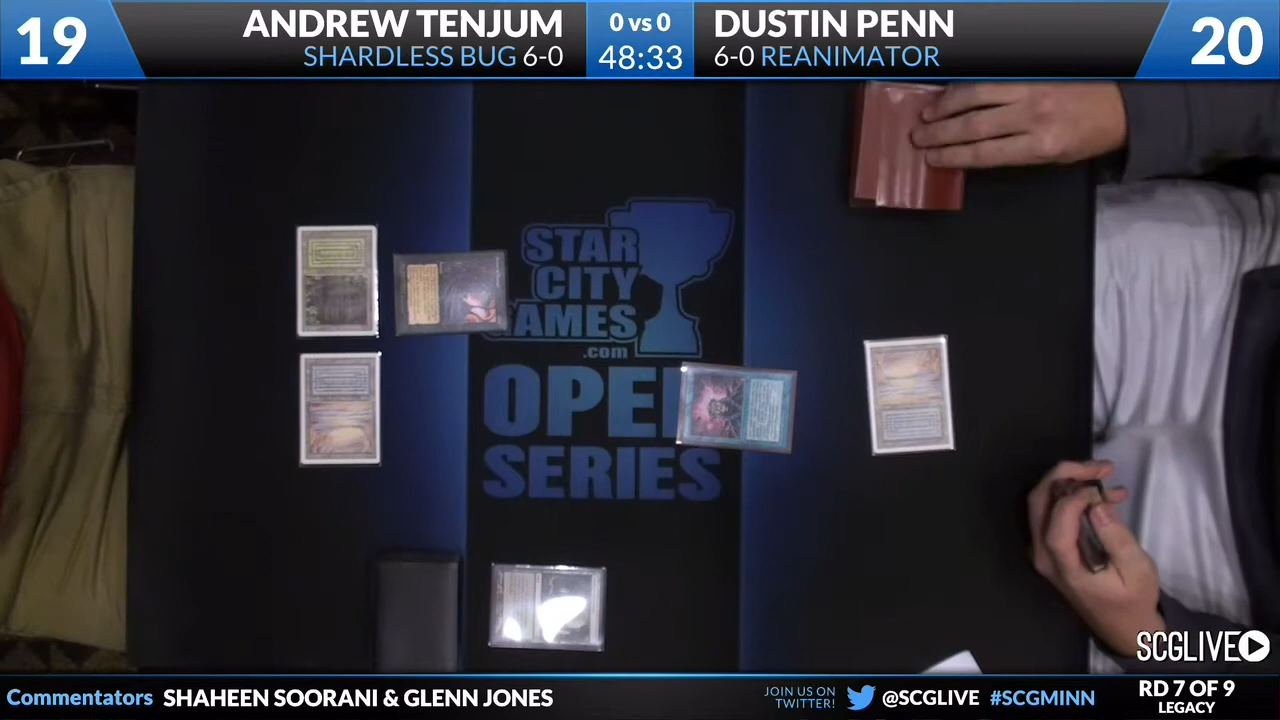 19
ANDREW TENJUM
SHARDLESS BUG 6-0
0 vs 0
48:33
DUSTIN PENN
6-0 REANIMATOR
20
STAR
CITY
GAMES
.com
OPEN
SERIES
SCGLIVE
Commentators SHAHEEN SOORANI & GLENN JONES
JOIN US ON
TWITTER!
@SCGLIVE #SCGMINN
RD 7 OF 9
LEGACY